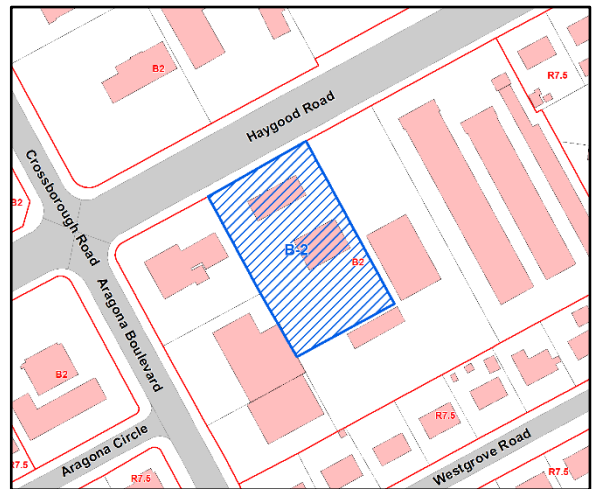 B2
R7.5
Haygood Road
Crossborough Road
B2
B-2
B2
Aragona Boulevard
B2
Aragona Circle
R7.5
Westgrove Road
R7.5
R7.5
R7.5